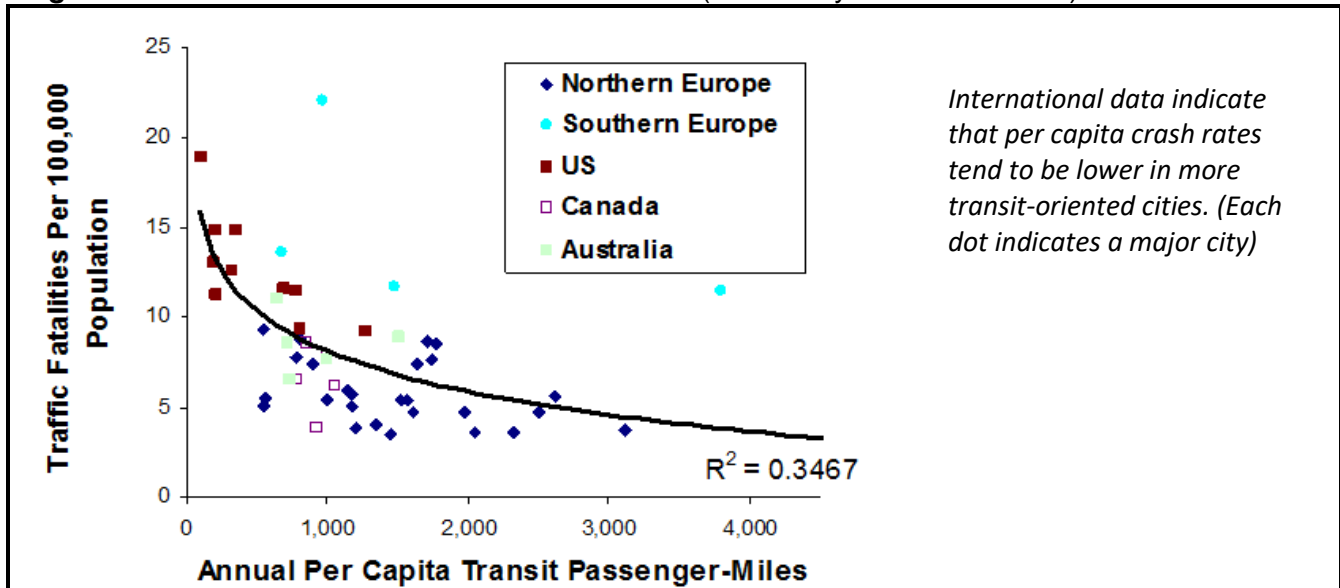 25
20
15
10
5
0
0
1,000
2,000
3,000
4,000
Traffic Fatalities Per 100,000
Population
Annual Per Capita Transit Passenger-Miles
Northern Europe
Southern Europe
US
Canada
Australia
R² = 0.3467
International data indicate
that per capita crash rates
tend to be lower in more
transit-oriented cities. (Each
dot indicates a major city)